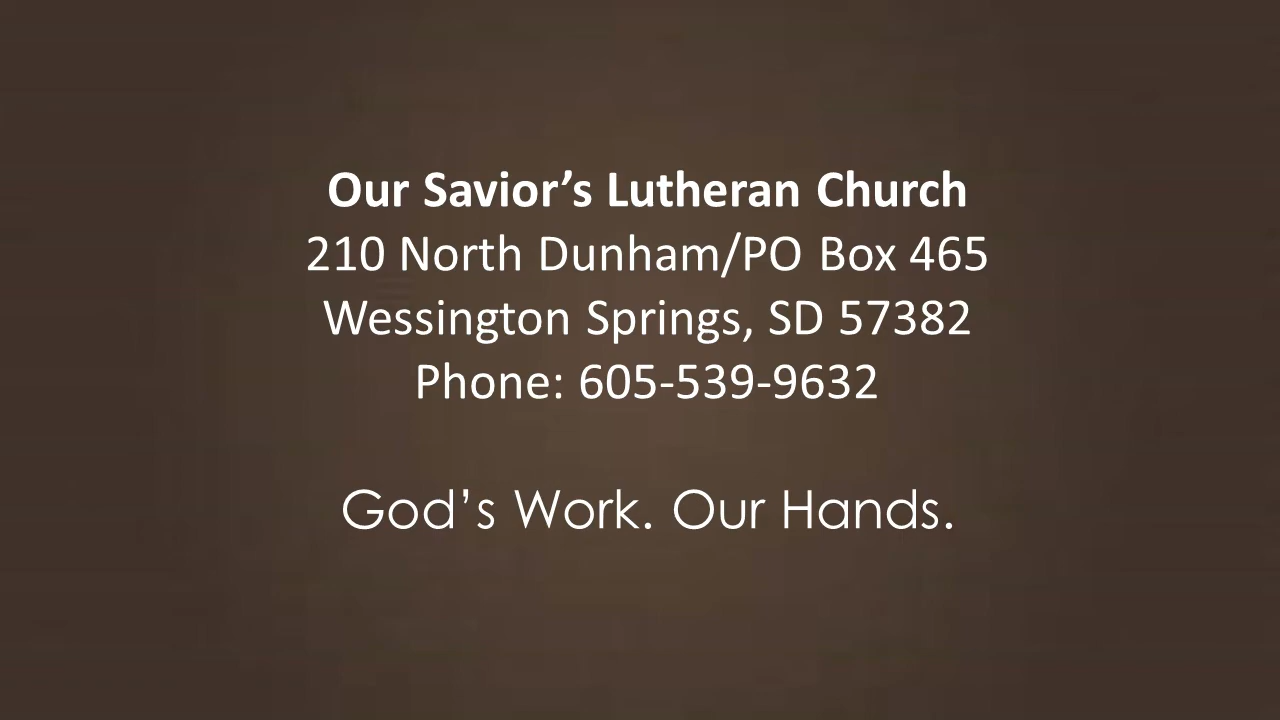 Our Savior’s Lutheran Church
210 North Dunham/PO Box 465
Wessington Springs, SD 57382
Phone: 605-539-9632
God’s Work. Our Hands.